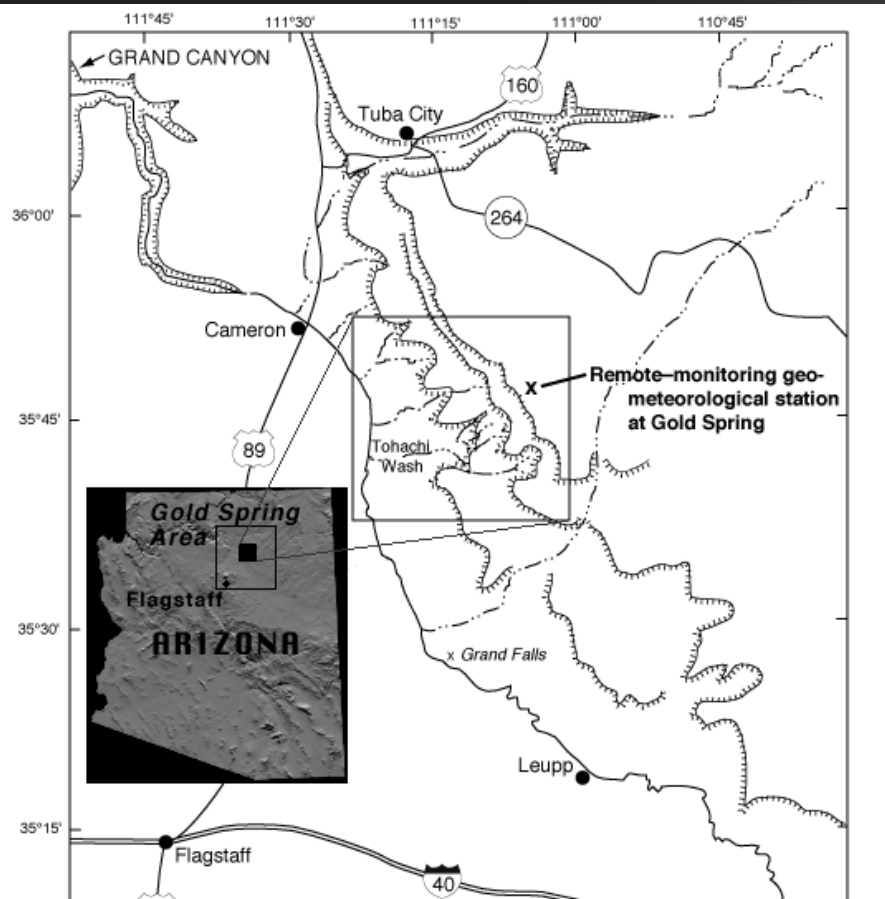 111°45'
111°30'
111°15'
111°00'
110°45'
GRAND CANYON
160
Tuba City
36°00'
264
Cameron
Remote–monitoring geo-
meteorological station
at Gold Spring
X
35°45'
89
Tohachi
Wash
Gold Spring
Area
Flagstaff
ARIZONA
35°30'
x Grand Falls
Leupp
35°15'
Flagstaff
40